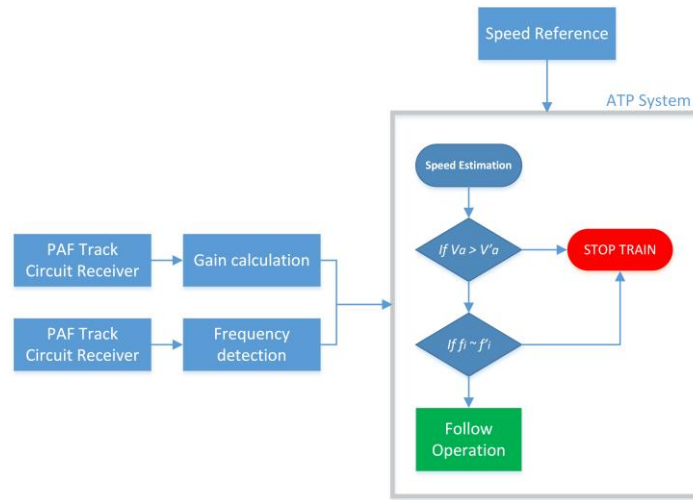 Speed Reference
ATP System
Speed Estimation
If Va > V'a
STOP TRAIN
PAF Track
Circuit Receiver
Gain calculation
PAF Track
Circuit Receiver
Frequency
detection
If fi ~ f'i
Follow
Operation